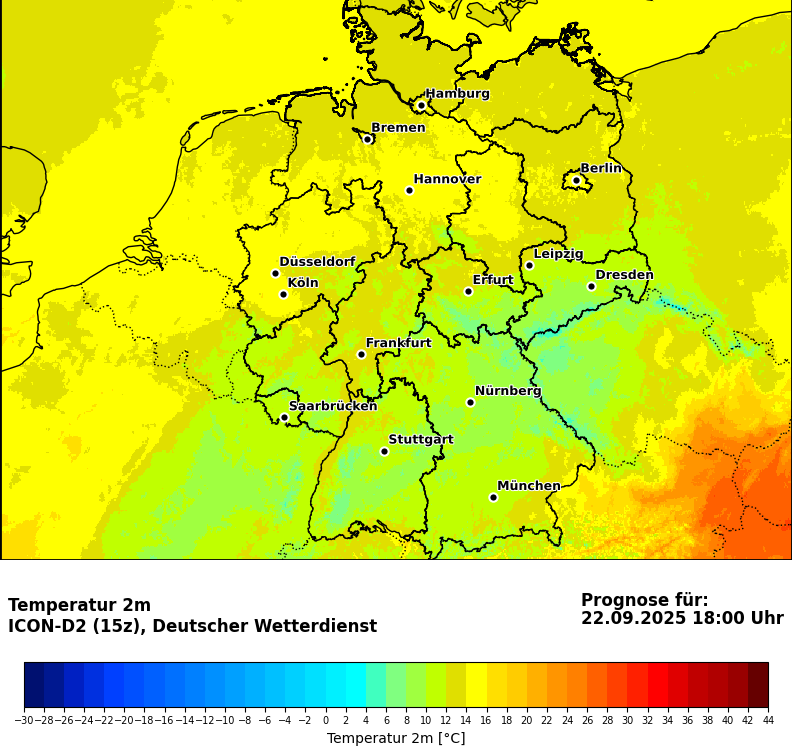 Hamburg
Bremen
Berlin
Hannover
Leipzig
Düsseldorf
Dresden
Köln
Erfurt
Frankfurt
Nürnberg
Saarbrücken
Stuttgart
München
Temperatur 2m
ICON-D2 (15z), Deutscher Wetterdienst
Prognose für:
22.09.2025 18:00 Uhr
−30 −28 −26 −24 −22 −20 −18 −16 −14 −12 −10 −8 −6 −4 −2 0 2 4 6 8 10 12 14 16 18 20 22 24 26 28 30 32 34 36 38 40 42 44
Temperatur 2m [°C]